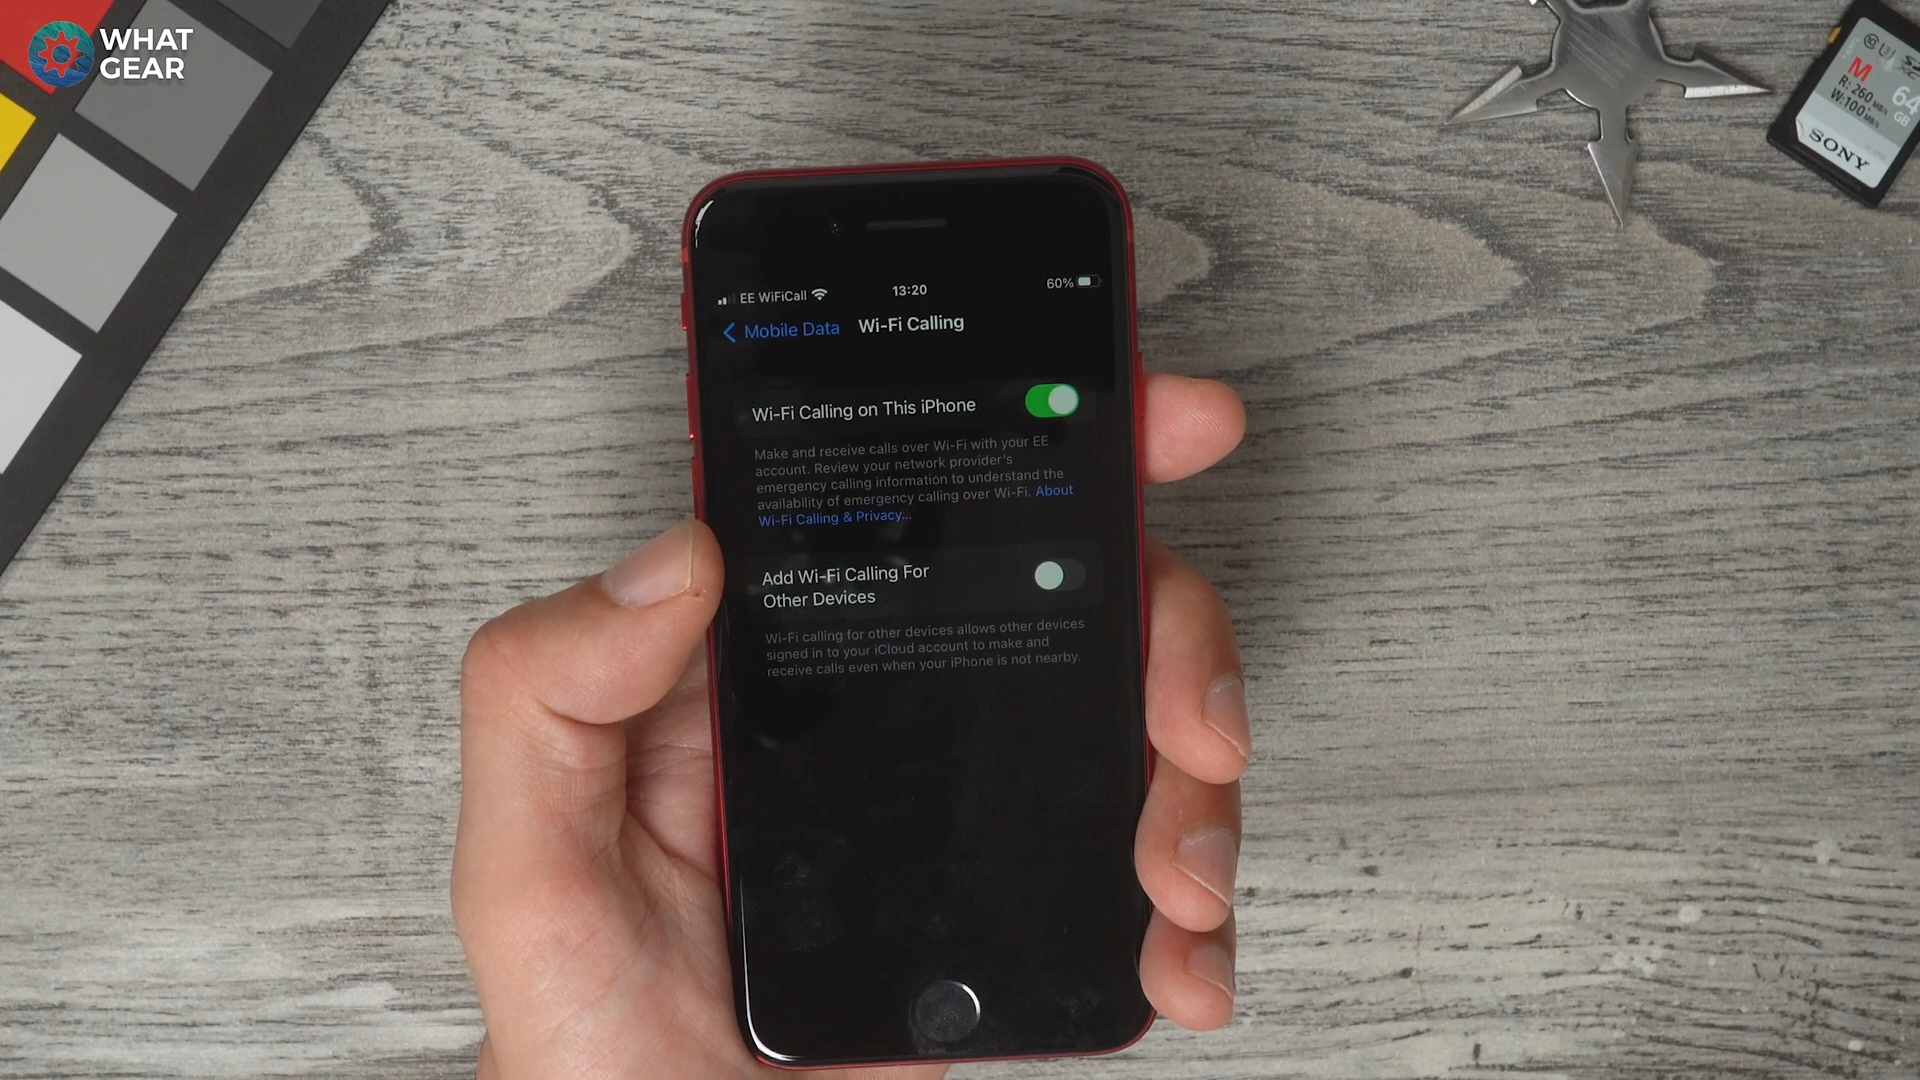 WHAT
GEAR
EE WiFiCall
13:20
60%
Mobile Data
Wi-Fi Calling
Wi-Fi Calling on This iPhone
Make and receive calls over Wi-Fi with your EE
account. Review your network provider's
emergency calling information to understand the
availability of emergency calling over Wi-Fi. About
Wi-Fi Calling & Privacy...
Add Wi-Fi Calling For
Other Devices
Wi-Fi calling for other devices allows other devices
signed in to your iCloud account to make and
receive calls even when your iPhone is not nearby.
M
R: 260 MB/s
W:100 MB/s
64
GB
SONY